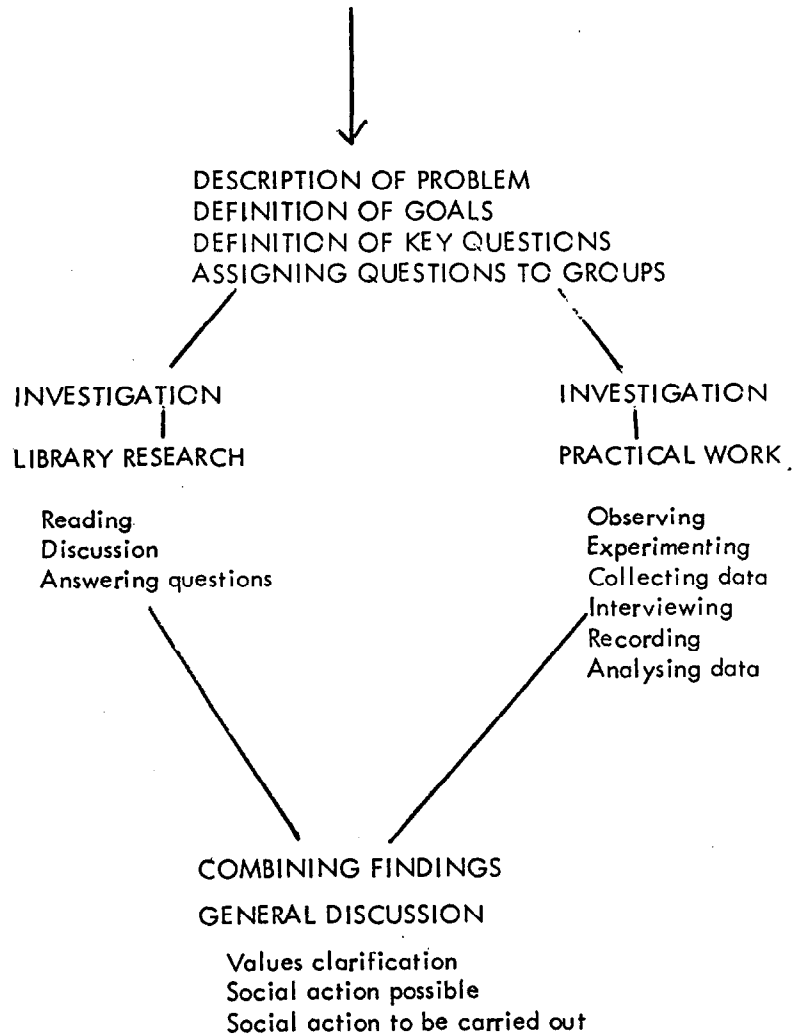 DESCRIPTION OF PROBLEM
DEFINITION OF GOALS
DEFINITION OF KEY QUESTIONS
ASSIGNING QUESTIONS TO GROUPS
INVESTIGATION
LIBRARY RESEARCH
Reading
Discussion
Answering questions
INVESTIGATION
PRACTICAL WORK
Observing
Experimenting
Collecting data
Interviewing
Recording
Analysing data
COMBINING FINDINGS
GENERAL DISCUSSION
Values clarification
Social action possible
Social action to be carried out